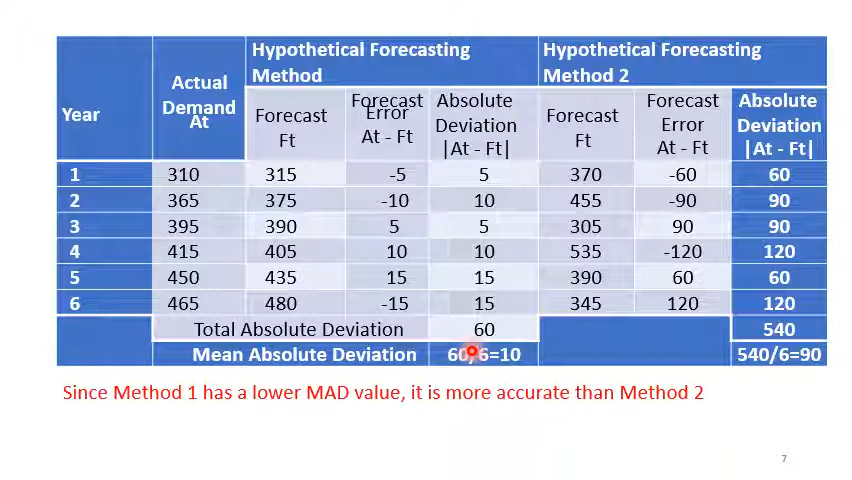 Year Actual Demand At Hypothetical Forecasting Method Hypothetical Forecasting Method 2
Forecast Ft Forecast Error At - Ft Absolute Deviation |At - Ft| Forecast Ft Forecast Error At - Ft Absolute Deviation |At - Ft|
1 310 315 -5 5 370 -60 60
2 365 375 -10 10 455 -90 90
3 395 390 5 5 305 90 90
4 415 405 10 10 535 -120 120
5 450 435 15 15 390 60 60
6 465 480 -15 15 345 120 120
Total Absolute Deviation 60 540
Mean Absolute Deviation 60/6=10 540/6=90
Since Method 1 has a lower MAD value, it is more accurate than Method 2
7